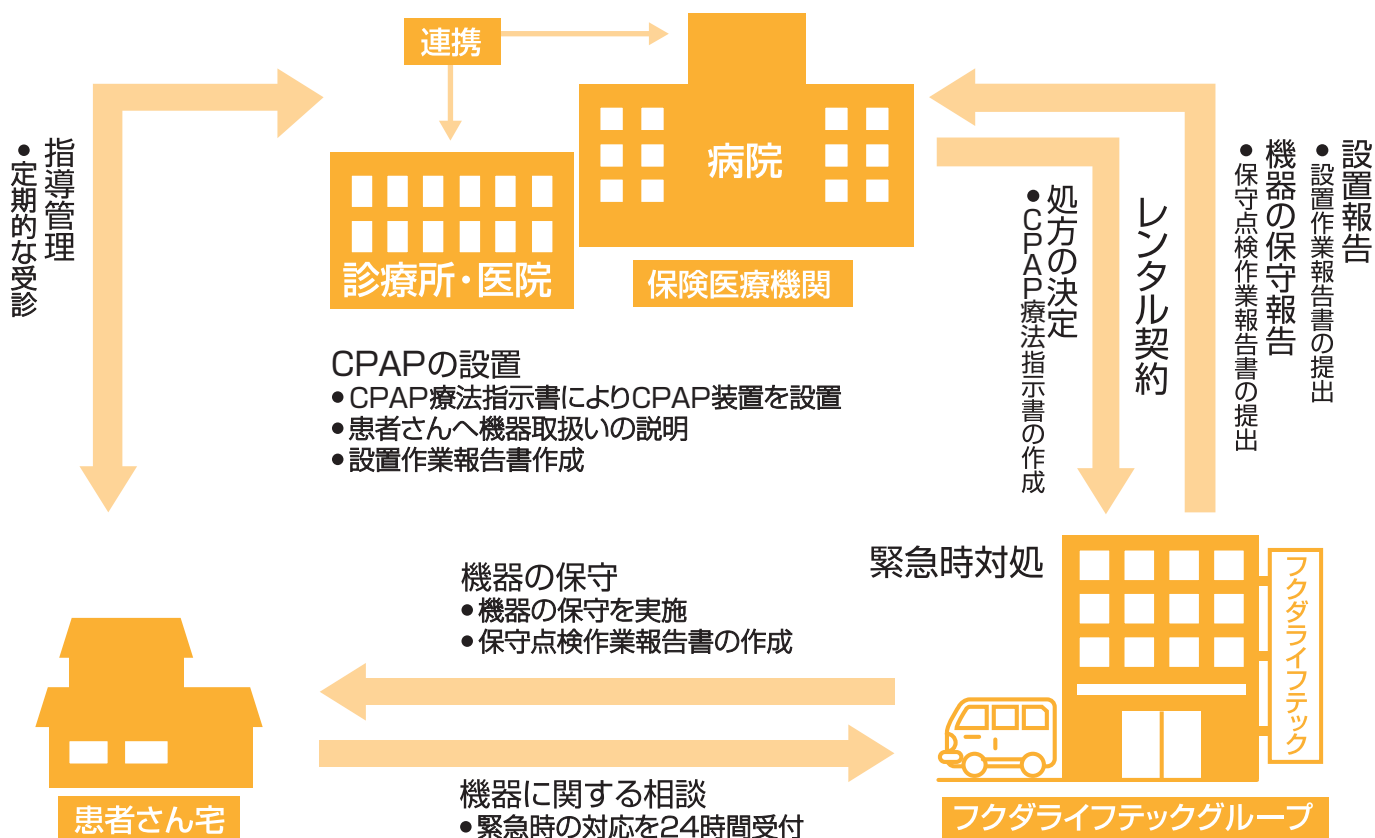 連携
病院
診療所・医院
保険医療機関
指導管理
●定期的な受診
処方の決定
●CPAP療法指示書の作成
レンタル契約
設置報告
●設置作業報告書の提出
機器の保守報告
●保守点検作業報告書の提出
CPAPの設置
●CPAP療法指示書によりCPAP装置を設置
●患者さんへ機器取扱いの説明
●設置作業報告書作成
緊急時対処
機器の保守
●機器の保守を実施
●保守点検作業報告書の作成
フクダライフテック
機器に関する相談
●緊急時の対応を24時間受付
患者さん宅
フクダライフテックグループ